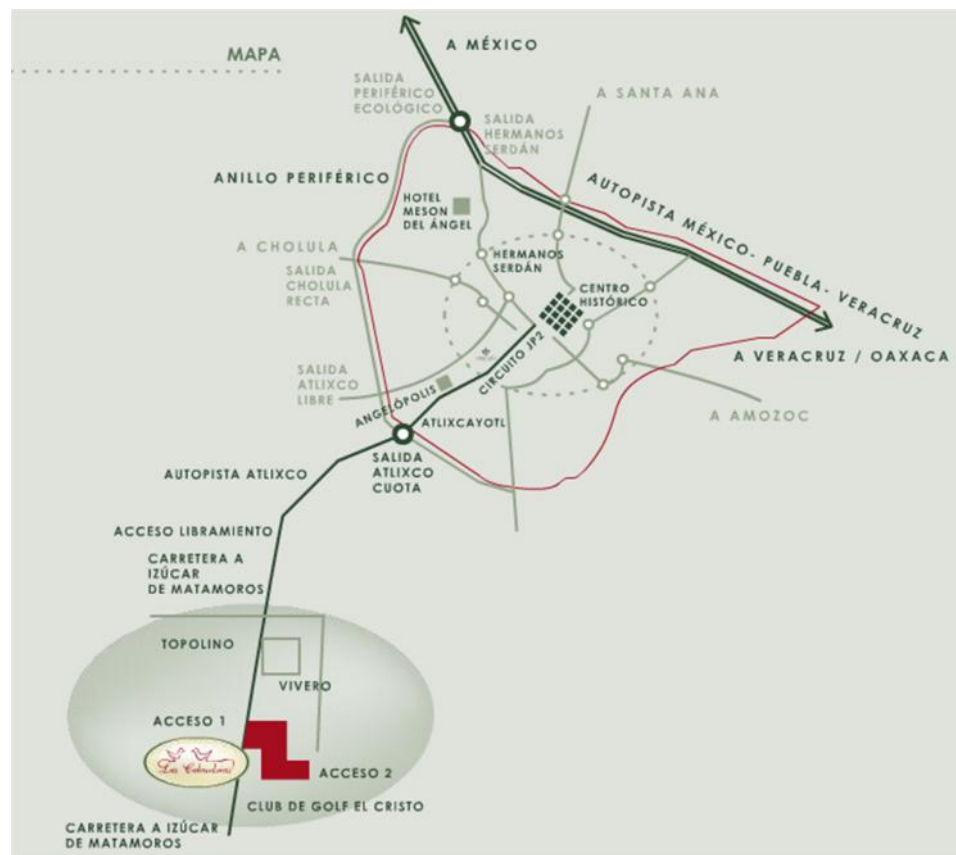 MAPA
A MÉXICO
SALIDA
PERIFÉRICO
ECOLÓGICO
A SANTA ANA
SALIDA
HERMANOS
SERDÁN
ANILLO PERIFÉRICO
AUTOPISTA MÉXICO- PUEBLA- VERACRUZ
HOTEL
MESON
DEL ÁNGEL
A CHOLULA
HERMANOS
SERDÁN
SALIDA
CHOLULA
RECTA
CENTRO
HISTÓRICO
CIRCUITO JP2
A VERACRUZ / OAXACA
SALIDA
ATLIXCO
LIBRE
ANGELÓPOLIS
ATLIXCAYOTL
A AMOZOC
SALIDA
ATLIXCO
CUOTA
AUTOPISTA ATLIXCO
ACCESO LIBRAMIENTO
CARRETERA A
IZÚCAR
DE MATAMOROS
TOPOLINO
VIVERO
ACCESO 1
ACCESO 2
CLUB DE GOLF EL CRISTO
CARRETERA A IZÚCAR
DE MATAMOROS